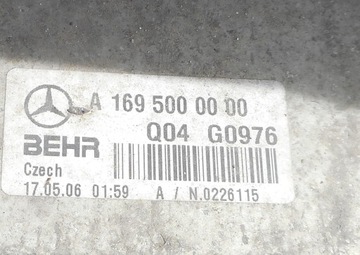 A 169 500 00 00
BEHR Q04 G0976
Czech
17.05.06 01:59 A / N.0226115